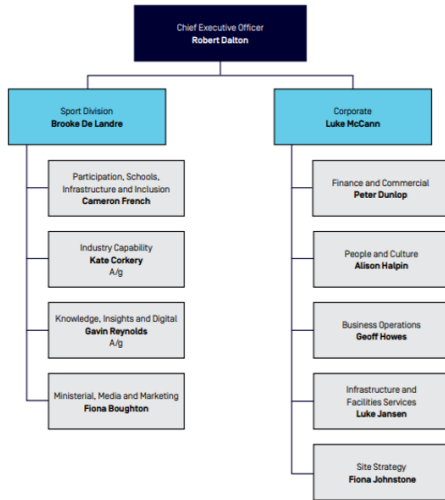 Chief Executive Officer
Robert Dalton
Sport Division
Brooke De Landre
Participation, Schools,
Infrastructure and Inclusion
Cameron French
Industry Capability
Kate Corkery
A/g
Knowledge, Insights and Digital
Gavin Reynolds
A/g
Ministerial, Media and Marketing
Fiona Boughton
Corporate
Luke McCann
Finance and Commercial
Peter Dunlop
People and Culture
Alison Halpin
Business Operations
Geoff Howes
Infrastructure and
Facilities Services
Luke Jansen
Site Strategy
Fiona Johnstone